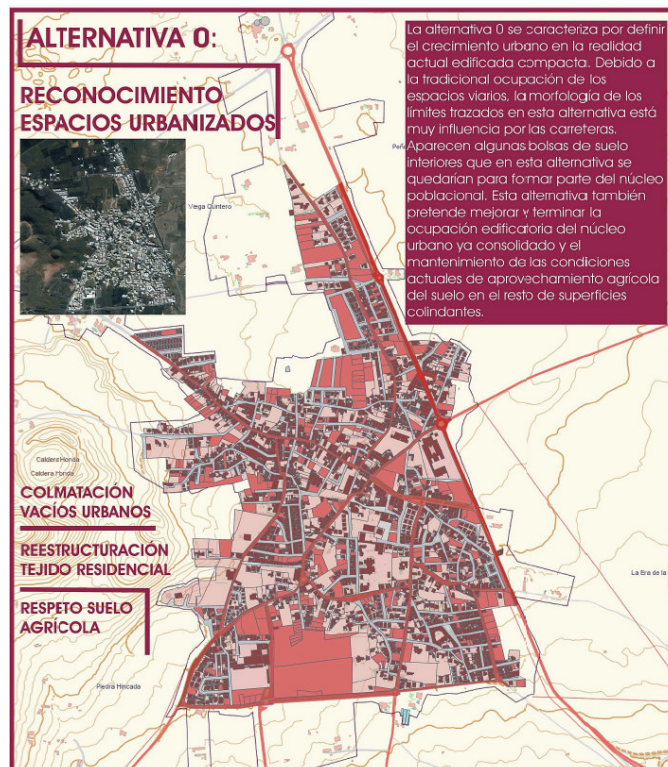 ALTERNATIVA 0:
RECONOCIMIENTO
ESPACIOS URBANIZADOS
La alternativa 0 se caracteriza por definir
el crecimiento urbano en la realidad
actual edificada compacta. Debido a
la tradicional ocupación de los
espacios viarios, la morfología de los
límites trazados en esta alternativa está
muy influencia por las carreteras.
Aparecen algunas bolsas de suelo
interiores que en esta alternativa se
quedarían para formar parte del núcleo
poblacional. Esta alternativa también
pretende mejorar y terminar la
ocupación edificatoria del núcleo
urbano ya consolidado y el
mantenimiento de las condiciones
actuales de aprovechamiento agrícola
del suelo en el resto de superficies
colindantes.
Vega Quintero
Caldera Honda
Caldera Honda
COLMATACIÓN
VACÍOS URBANOS
REESTRUCTURACIÓN
TEJIDO RESIDENCIAL
La Era de la
RESPETO SUELO
AGRÍCOLA
Piedra Hincada